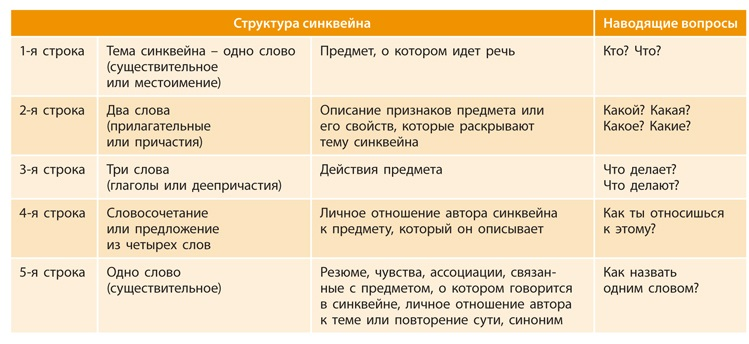 Структура синквейна
Наводящие вопросы
1-я строка
Тема синквейна – одно слово
(существительное
или местоимение)
Предмет, о котором идет речь
Кто? Что?
2-я строка
Два слова
(прилагательные
или причастия)
Описание признаков предмета или
его свойств, которые раскрывают
тему синквейна
Какой? Какая?
Какое? Какие?
3-я строка
Три слова
(глаголы или деепричастия)
Действия предмета
Что делает?
Что делают?
4-я строка
Словосочетание
или предложение
из четырех слов
Личное отношение автора синквейна
к предмету, который он описывает
Как ты относишься
к этому?
5-я строка
Одно слово
(существительное)
Резюме, чувства, ассоциации, связан-
ные с предметом, о котором говорится
в синквейне, личное отношение автора
к теме или повторение сути, синоним
Как назвать
одним словом?